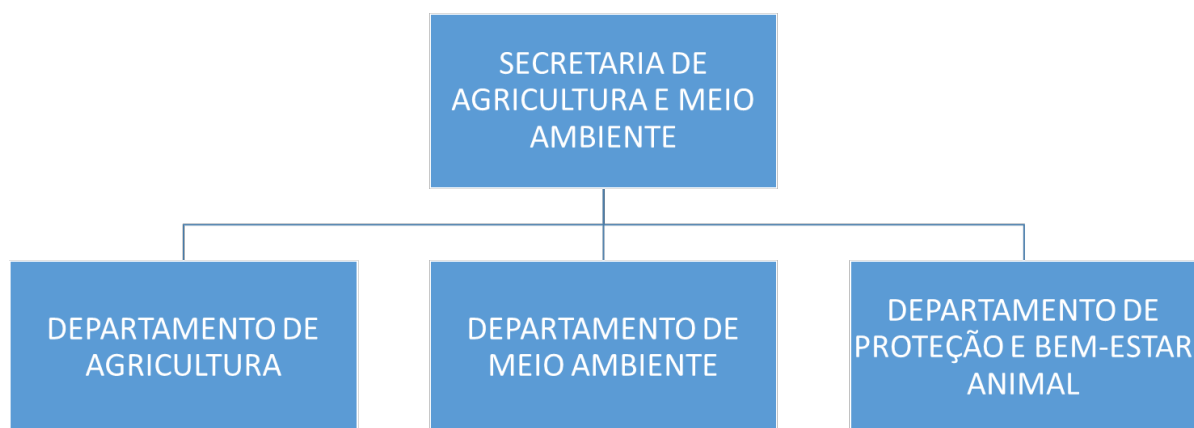 SECRETARIA DE
AGRICULTURA E MEIO
AMBIENTE
DEPARTAMENTO DE
AGRICULTURA
DEPARTAMENTO DE
MEIO AMBIENTE
DEPARTAMENTO DE
PROTEÇÃO E BEM-ESTAR
ANIMAL